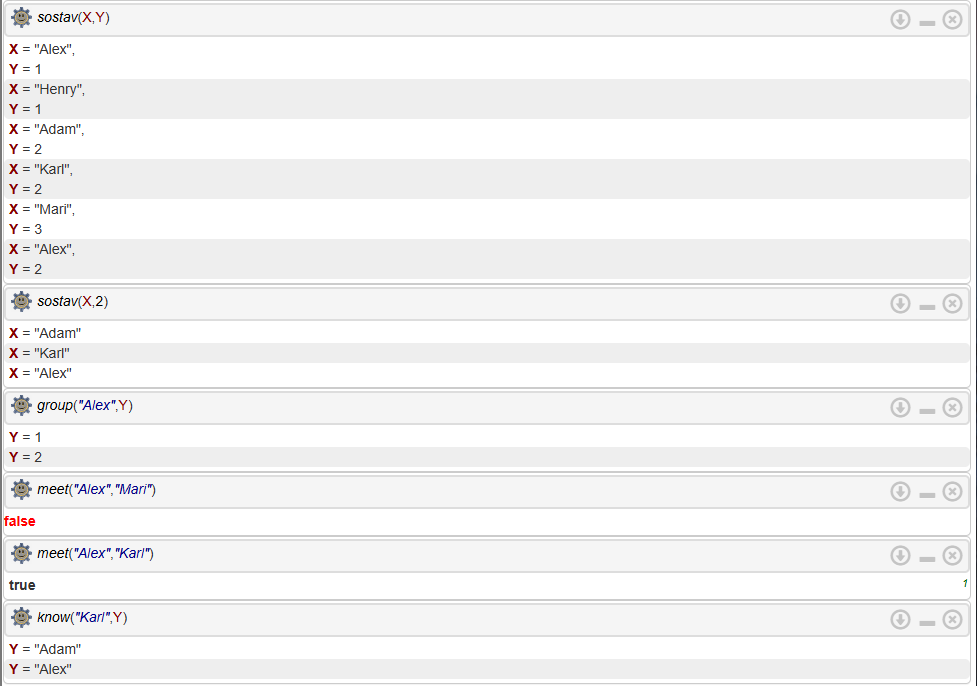 sostav(X,Y)
X = "Alex",
Y = 1
X = "Henry",
Y = 1
X = "Adam",
Y = 2
X = "Karl",
Y = 2
X = "Mari",
Y = 3
X = "Alex",
Y = 2
sostav(X,2)
X = "Adam"
X = "Karl"
X = "Alex"
group("Alex",Y)
Y = 1
Y = 2
meet("Alex","Mari")
false
meet("Alex","Karl")
true 1
know("Karl",Y)
Y = "Adam"
Y = "Alex"